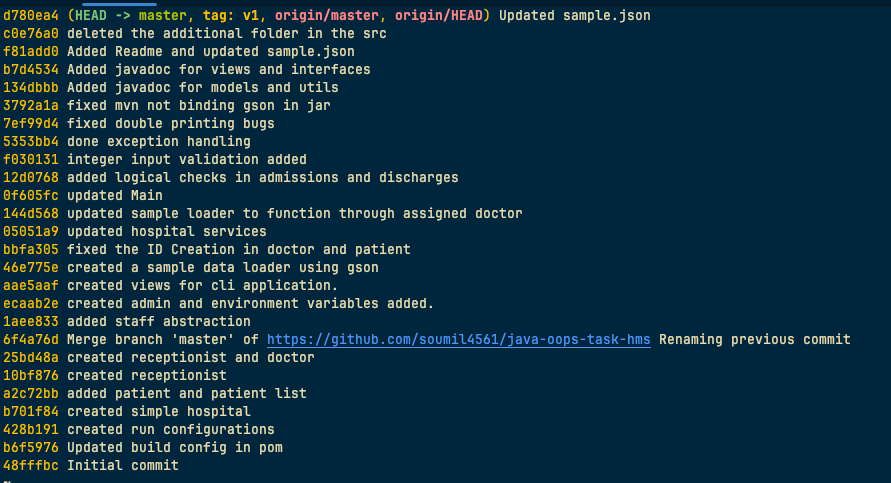 d780ea4 (HEAD -> master, tag: v1, origin/master, origin/HEAD) Updated sample.json
c0e76a0 deleted the additional folder in the src
f81add0 Added Readme and updated sample.json
b7d4534 Added javadoc for views and interfaces
134dbbb Added javadoc for models and utils
3792a1a fixed mvn not binding gson in jar
7ef99d4 fixed double printing bugs
5353bb4 done exception handling
f030131 integer input validation added
12d0768 added logical checks in admissions and discharges
0f605fc updated Main
144d568 updated sample loader to function through assigned doctor
05051a9 updated hospital services
bbfa305 fixed the ID Creation in doctor and patient
46e775e created a sample data loader using gson
aae5aaf created views for cli application.
ecaab2e created admin and environment variables added.
1aee833 added staff abstraction
6f4a76d Merge branch 'master' of https://github.com/soumil4561/java-oops-task-hms Renaming previous commit
25bd48a created receptionist and doctor
10bf876 created receptionist
a2c72bb added patient and patient list
b701f84 created simple hospital
428b191 created run configurations
b6f5976 Updated build config in pom
48fffbc Initial commit
~